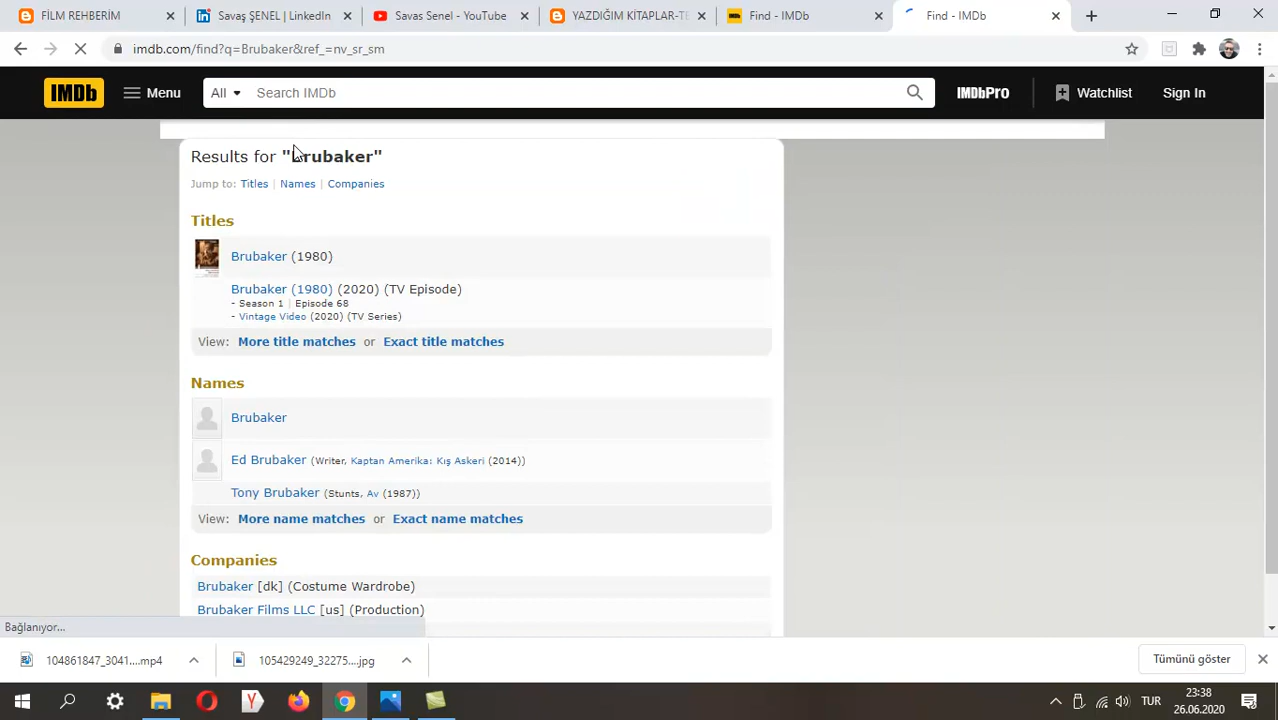 FİLM REHBERİM
Savaş ŞENEL | LinkedIn
Savas Senel - YouTube
YAZDIĞIM KİTAPLAR-TE
Find - IMDb
Find - IMDb
imdb.com/find?q=Brubaker&ref_=nv_sr_sm
IMDb Menu All Search IMDb IMDbPro Watchlist Sign In
Results for "Brubaker"
Jump to: Titles | Names | Companies
Titles
Brubaker (1980)
Brubaker (1980) (2020) (TV Episode)
- Season 1 | Episode 68
- Vintage Video (2020) (TV Series)
View: More title matches or Exact title matches
Names
Brubaker
Ed Brubaker (Writer, Kaptan Amerika: Kış Askeri (2014))
Tony Brubaker (Stunts, Av (1987))
View: More name matches or Exact name matches
Companies
Brubaker [dk] (Costume Wardrobe)
Brubaker Films LLC [us] (Production)
Bağlanıyor...
104861847_3041....mp4
105429249_32275....jpg
Tümünü göster
TUR
23:38
26.06.2020